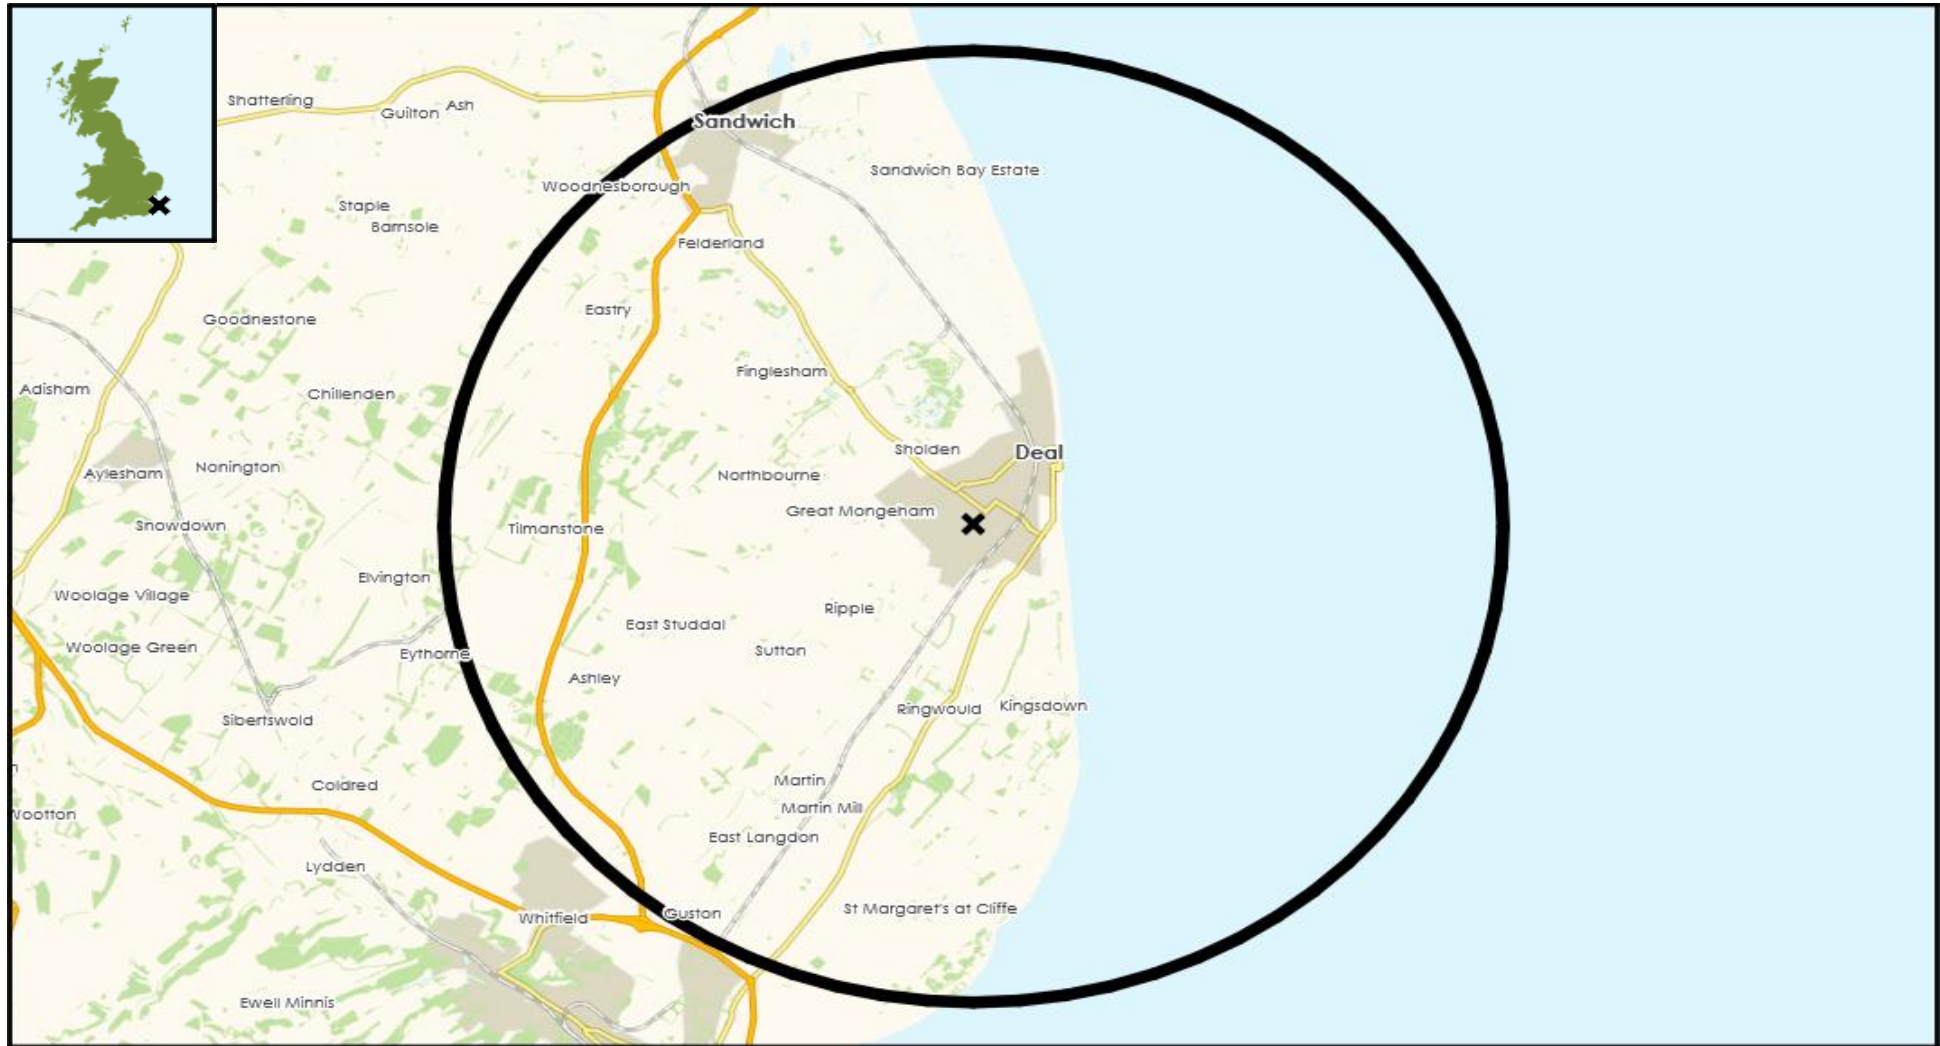 Shatterling
Guilton
Ash
Sandwich
Sandwich Bay Estate
Woodnesborough
Staple
Barnsole
Felderland
Eastry
Goodnestone
Finglesham
Adisham
Chillenden
Sholden
Deal
Aylesham
Nonington
Northbourne
Great Mongeham
Snowdown
Tilmanstone
Elvington
Woolage Village
Ripple
East Studdal
Woolage Green
Eythorne
Sutton
Ashley
Ringwould
Kingsdown
Sibertswold
Martin
Coldred
Martin Mill
Wootton
East Langdon
Lydden
Whitfield
Guston
St Margaret's at Cliffe
Ewell Minnis